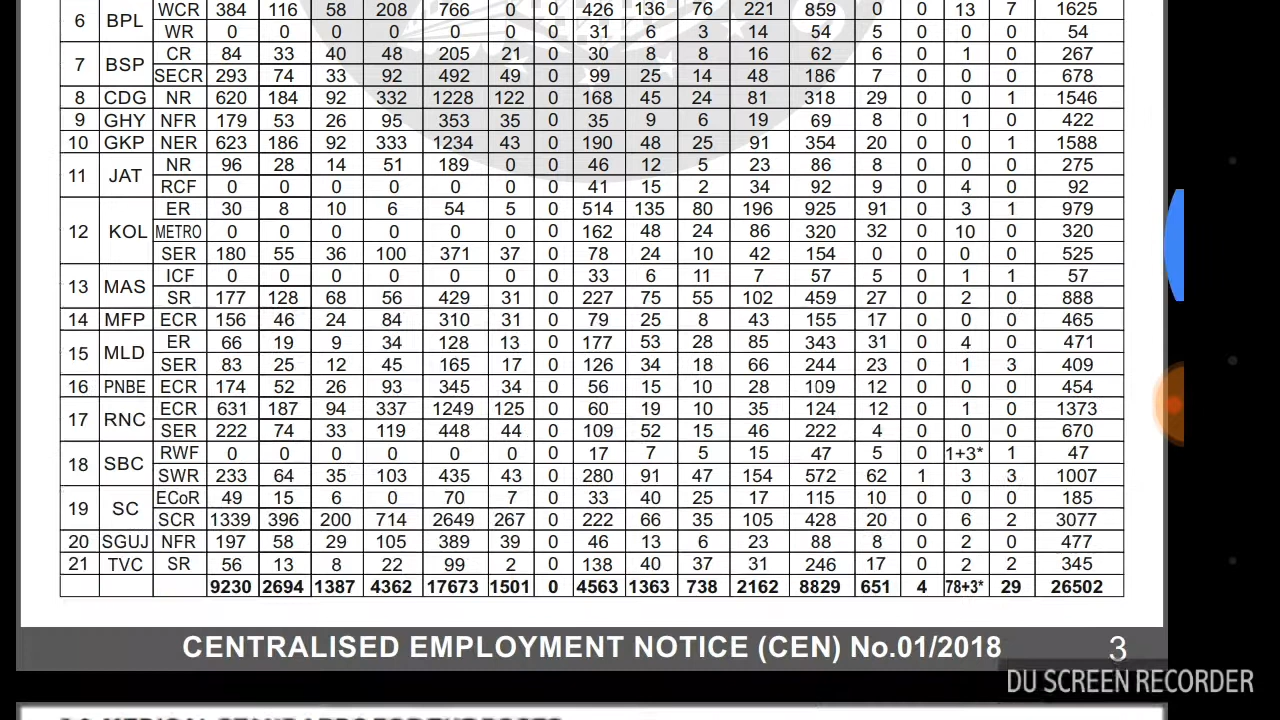 6 BPL WCR 384 116 58 208 766 0 0 426 136 76 221 859 0 0 13 7 1625
WR 0 0 0 0 0 0 0 31 6 3 14 54 5 0 0 0 54
7 BSP CR 84 33 40 48 205 21 0 30 8 8 16 62 6 0 1 0 267
SECR 293 74 33 92 492 49 0 99 25 14 48 186 7 0 0 0 678
8 CDG NR 620 184 92 332 1228 122 0 168 45 24 81 318 29 0 0 1 1546
9 GHY NFR 179 53 26 95 353 35 0 35 9 6 19 69 8 0 1 0 422
10 GKP NER 623 186 92 333 1234 43 0 190 48 25 91 354 20 0 0 1 1588
11 JAT NR 96 28 14 51 189 0 0 46 12 5 23 86 8 0 0 0 275
RCF 0 0 0 0 0 0 0 41 15 2 34 92 9 0 4 0 92
12 KOL ER 30 8 10 6 54 5 0 514 135 80 196 925 91 0 3 1 979
METRO 0 0 0 0 0 0 0 162 48 24 86 320 32 0 10 0 320
SER 180 55 36 100 371 37 0 78 24 10 42 154 0 0 0 0 525
13 MAS ICF 0 0 0 0 0 0 0 33 6 11 7 57 5 0 1 1 57
SR 177 128 68 56 429 31 0 227 75 55 102 459 27 0 2 0 888
14 MFP ECR 156 46 24 84 310 31 0 79 25 8 43 155 17 0 0 0 465
15 MLD ER 66 19 9 34 128 13 0 177 53 28 85 343 31 0 4 0 471
SER 83 25 12 45 165 17 0 126 34 18 66 244 23 0 1 3 409
16 PNBE ECR 174 52 26 93 345 34 0 56 15 10 28 109 12 0 0 0 454
17 RNC ECR 631 187 94 337 1249 125 0 60 19 10 35 124 12 0 1 0 1373
SER 222 74 33 119 448 44 0 109 52 15 46 222 4 0 0 0 670
18 SBC RWF 0 0 0 0 0 0 0 17 7 5 15 47 5 0 1+3* 1 47
SWR 233 64 35 103 435 43 0 280 91 47 154 572 62 1 3 3 1007
19 SC ECoR 49 15 6 0 70 7 0 33 40 25 17 115 10 0 0 0 185
SCR 1339 396 200 714 2649 267 0 222 66 35 105 428 20 0 6 2 3077
20 SGUJ NFR 197 58 29 105 389 39 0 46 13 6 23 88 8 0 2 0 477
21 TVC SR 56 13 8 22 99 2 0 138 40 37 31 246 17 0 2 2 345
9230 2694 1387 4362 17673 1501 0 4563 1363 738 2162 8829 651 4 78+3* 29 26502
CENTRALISED EMPLOYMENT NOTICE (CEN) No.01/2018 3
DU SCREEN RECORDER